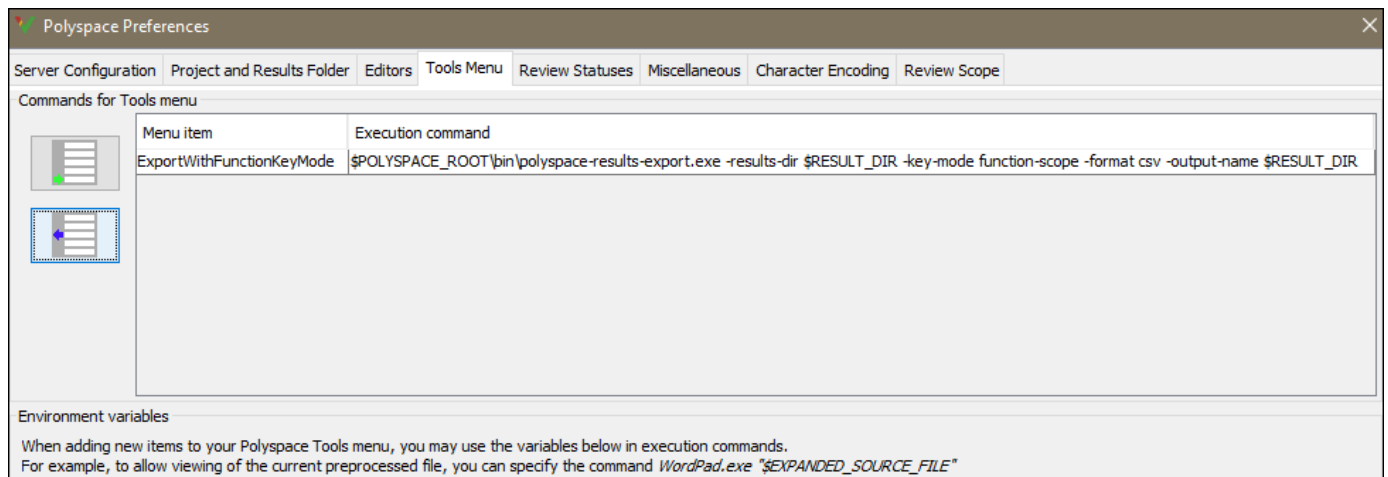 Polyspace Preferences
Server Configuration Project and Results Folder Editors Tools Menu Review Statuses Miscellaneous Character Encoding Review Scope
Commands for Tools menu
Menu item Execution command
ExportWithFunctionKeyMode $POLYSPACE_ROOT\bin\polyspace-results-export.exe -results-dir $RESULT_DIR -key-mode function-scope -format csv -output-name $RESULT_DIR
Environment variables
When adding new items to your Polyspace Tools menu, you may use the variables below in execution commands.
For example, to allow viewing of the current preprocessed file, you can specify the command WordPad.exe "$EXPANDED_SOURCE_FILE"